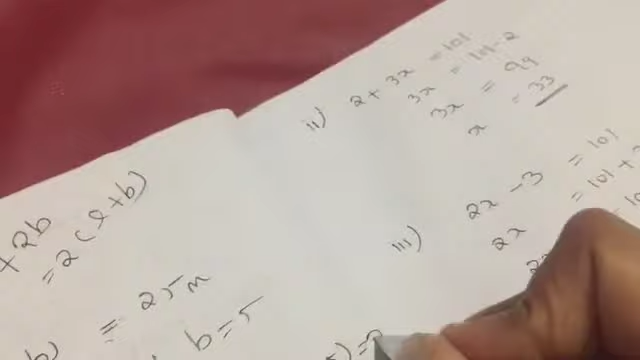 + 2b
= 2(l+b)
= 25m
b = 5
ii) 2 + 3x = 101
3x = 101-2
3x = 99
x = 33
iii) 2x - 3 = 101
2x = 101 +